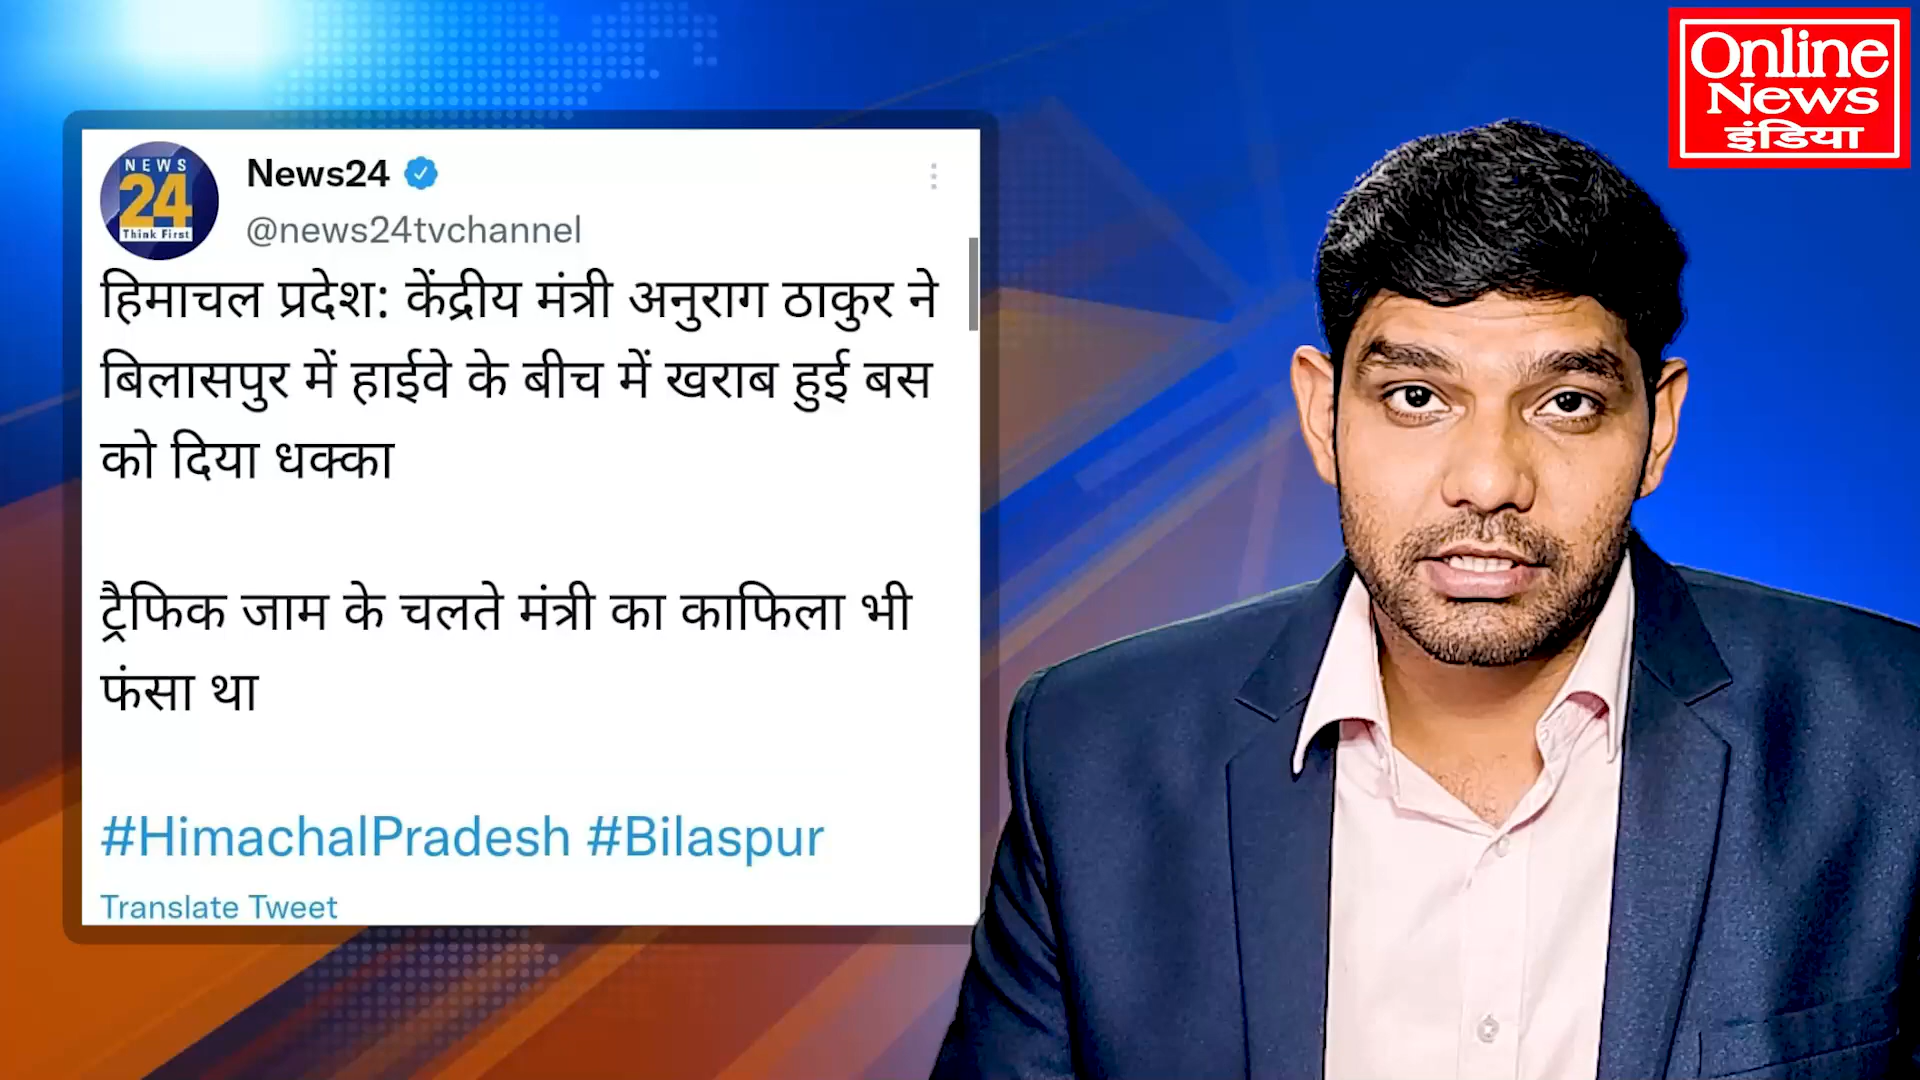 NEWS
24
Think First
News24
@news24tvchannel
हिमाचल प्रदेश: केंद्रीय मंत्री अनुराग ठाकुर ने
बिलासपुर में हाईवे के बीच में खराब हुई बस
को दिया धक्का
ट्रैफिक जाम के चलते मंत्री का काफिला भी
फंसा था
#HimachalPradesh #Bilaspur
Translate Tweet
Online
News
इंडिया